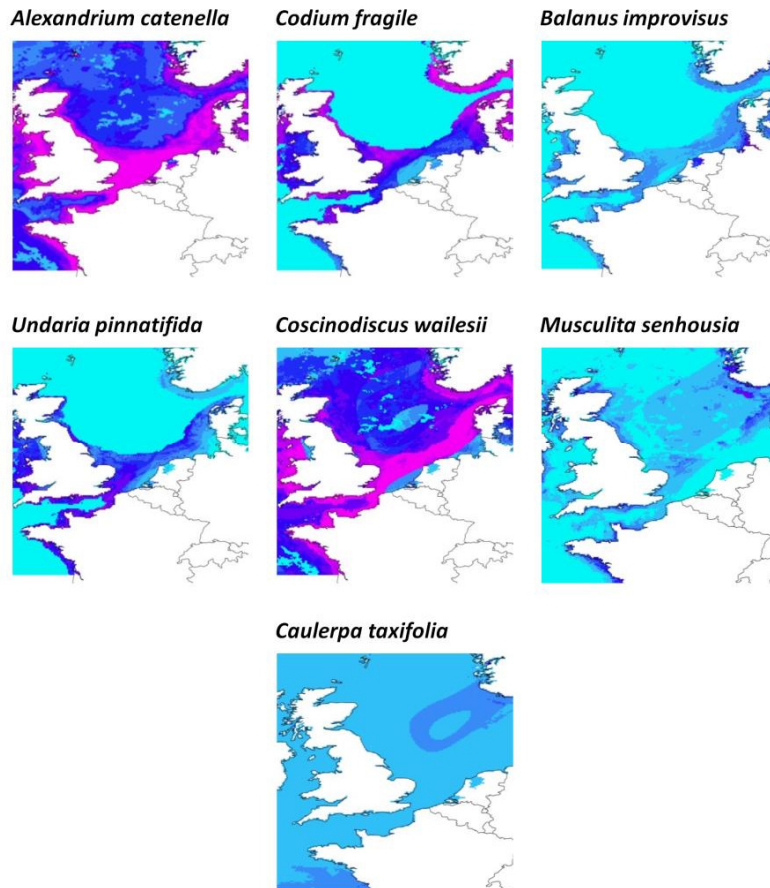 Alexandrium catenella Codium fragile Balanus improvisus
Undaria pinnatifida Coscinodiscus wailesii Musculita senhousia
Caulerpa taxifolia